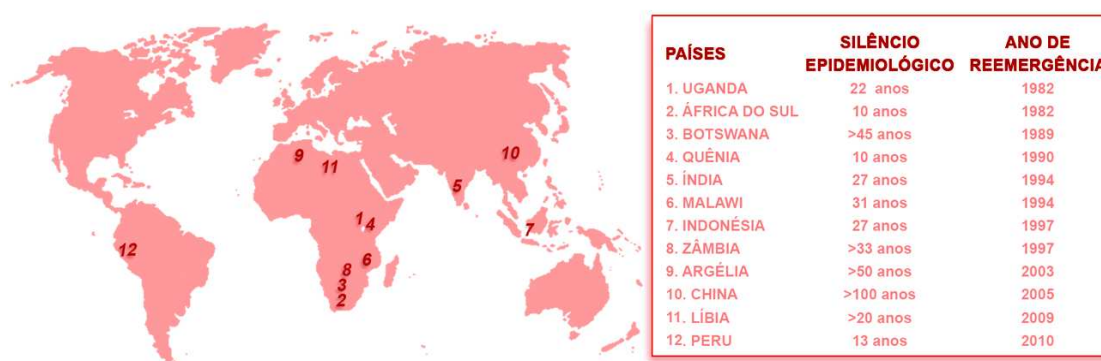 PAÍSES SILÊNCIO EPIDEMIOLÓGICO ANO DE REEMERGÊNCIA
1. UGANDA 22 anos 1982
2. ÁFRICA DO SUL 10 anos 1982
3. BOTSWANA >45 anos 1989
4. QUÊNIA 10 anos 1990
5. ÍNDIA 27 anos 1994
6. MALAWI 31 anos 1994
7. INDONÉSIA 27 anos 1997
8. ZÂMBIA >33 anos 1997
9. ARGÉLIA >50 anos 2003
10. CHINA >100 anos 2005
11. LÍBIA >20 anos 2009
12. PERU 13 anos 2010
9
11
10
5
1
4
7
12
6
8
3
2